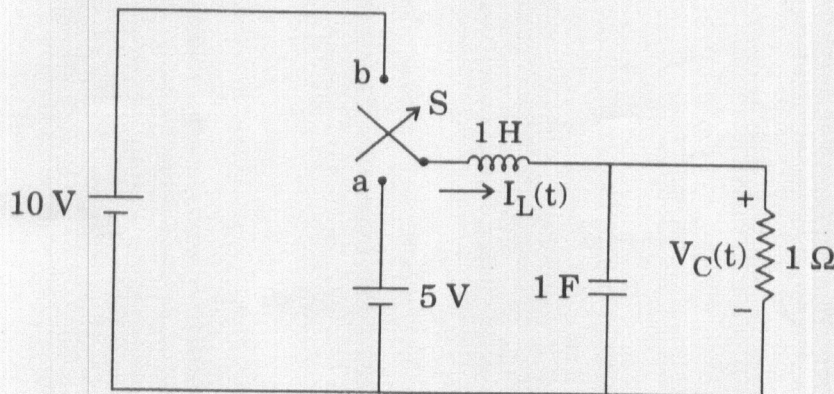 b
S
1 H
a
10 V
I_L(t)
+
V_C(t)
1 Ω
5 V
1 F
−